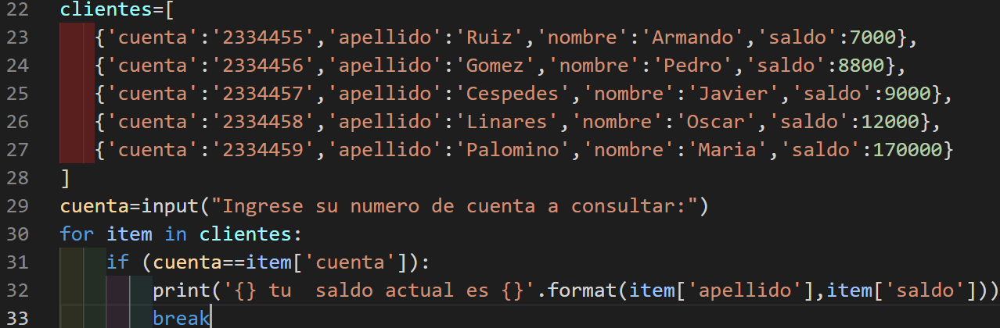 22 clientes=[
23 {'cuenta':'2334455','apellido':'Ruiz','nombre':'Armando','saldo':7000},
24 {'cuenta':'2334456','apellido':'Gomez','nombre':'Pedro','saldo':8800},
25 {'cuenta':'2334457','apellido':'Cespedes','nombre':'Javier','saldo':9000},
26 {'cuenta':'2334458','apellido':'Linares','nombre':'Oscar','saldo':12000},
27 {'cuenta':'2334459','apellido':'Palomino','nombre':'Maria','saldo':170000}
28 ]
29 cuenta=input("Ingrese su numero de cuenta a consultar:")
30 for item in clientes:
31 if (cuenta==item['cuenta']):
32 print('{} tu  saldo actual es {}'.format(item['apellido'],item['saldo']))
33 break